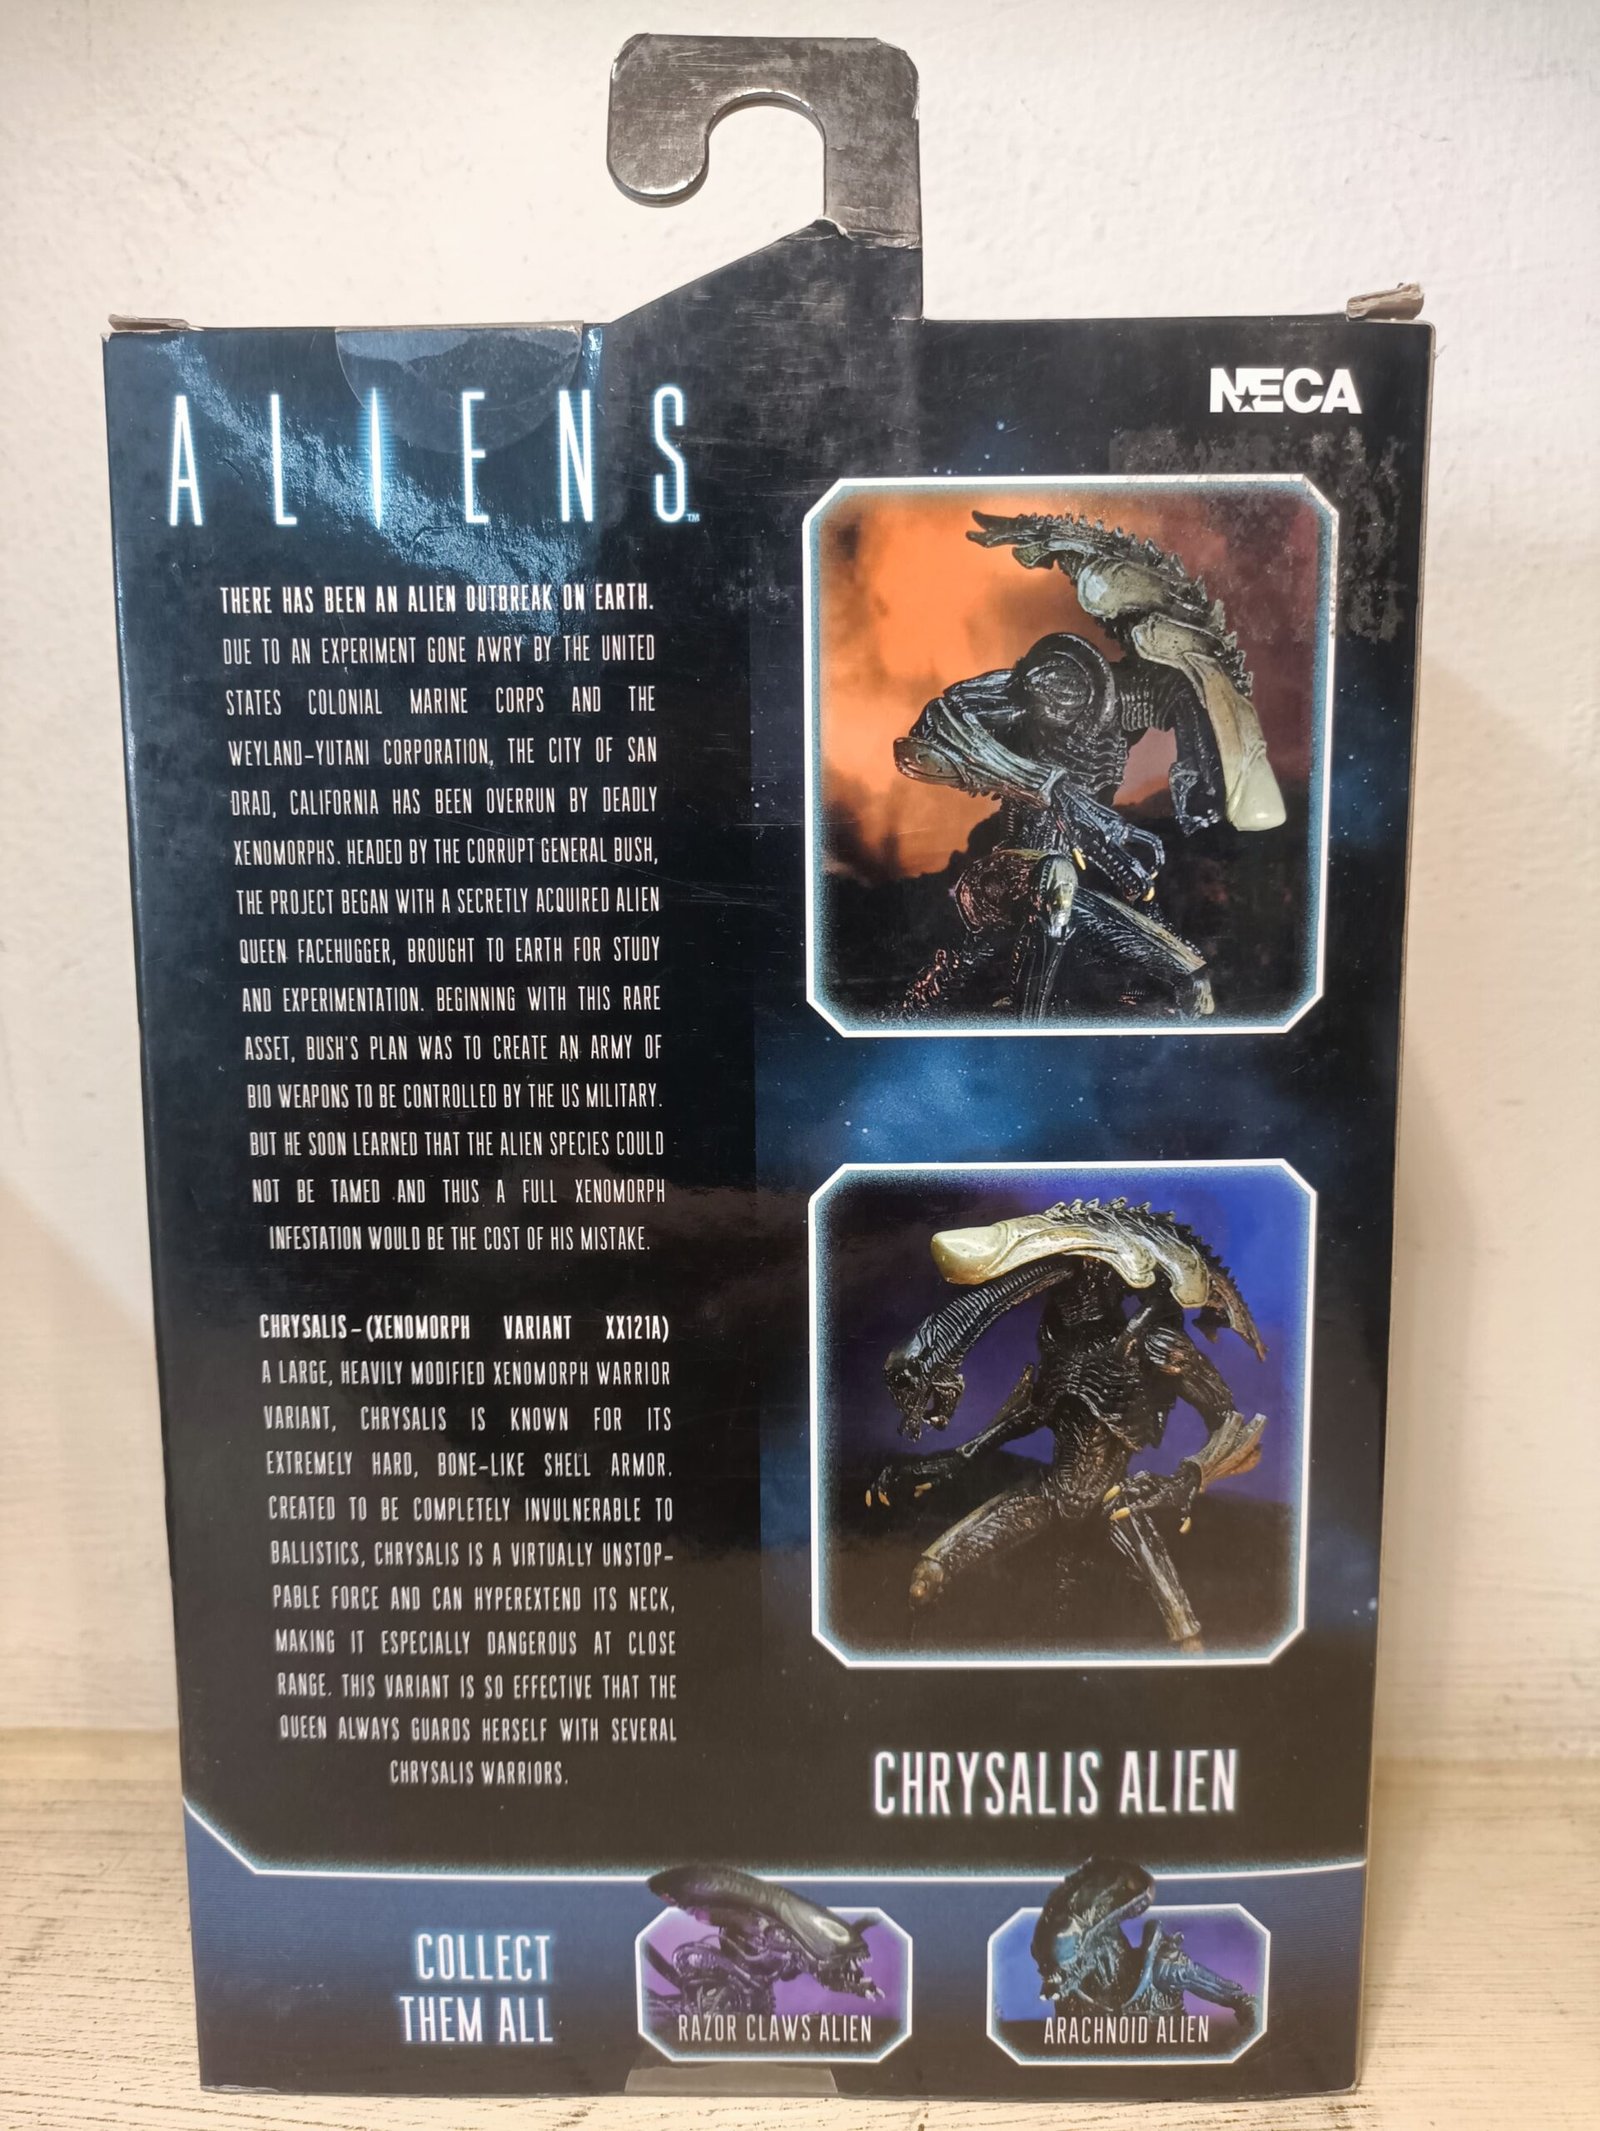 NECA
ALIENS™
THERE HAS BEEN AN ALIEN OUTBREAK ON EARTH.
DUE TO AN EXPERIMENT GONE AWRY BY THE UNITED
STATES COLONIAL MARINE CORPS AND THE
WEYLAND-YUTANI CORPORATION, THE CITY OF SAN
DRAD, CALIFORNIA HAS BEEN OVERRUN BY DEADLY
XENOMORPHS. HEADED BY THE CORRUPT GENERAL BUSH,
THE PROJECT BEGAN WITH A SECRETLY ACQUIRED ALIEN
QUEEN FACEHUGGER, BROUGHT TO EARTH FOR STUDY
AND EXPERIMENTATION. BEGINNING WITH THIS RARE
ASSET, BUSH'S PLAN WAS TO CREATE AN ARMY OF
BIO WEAPONS TO BE CONTROLLED BY THE US MILITARY.
BUT HE SOON LEARNED THAT THE ALIEN SPECIES COULD
NOT BE TAMED AND THUS A FULL XENOMORPH
INFESTATION WOULD BE THE COST OF HIS MISTAKE.
CHRYSALIS-(XENOMORPH VARIANT XX121A)
A LARGE, HEAVILY MODIFIED XENOMORPH WARRIOR
VARIANT, CHRYSALIS IS KNOWN FOR ITS
EXTREMELY HARD, BONE-LIKE SHELL ARMOR.
CREATED TO BE COMPLETELY INVULNERABLE TO
BALLISTICS, CHRYSALIS IS A VIRTUALLY UNSTOP-
PABLE FORCE AND CAN HYPEREXTEND ITS NECK,
MAKING IT ESPECIALLY DANGEROUS AT CLOSE
RANGE. THIS VARIANT IS SO EFFECTIVE THAT THE
QUEEN ALWAYS GUARDS HERSELF WITH SEVERAL
CHRYSALIS WARRIORS.
CHRYSALIS ALIEN
COLLECT
THEM ALL
RAZOR CLAWS ALIEN
ARACHNOID ALIEN